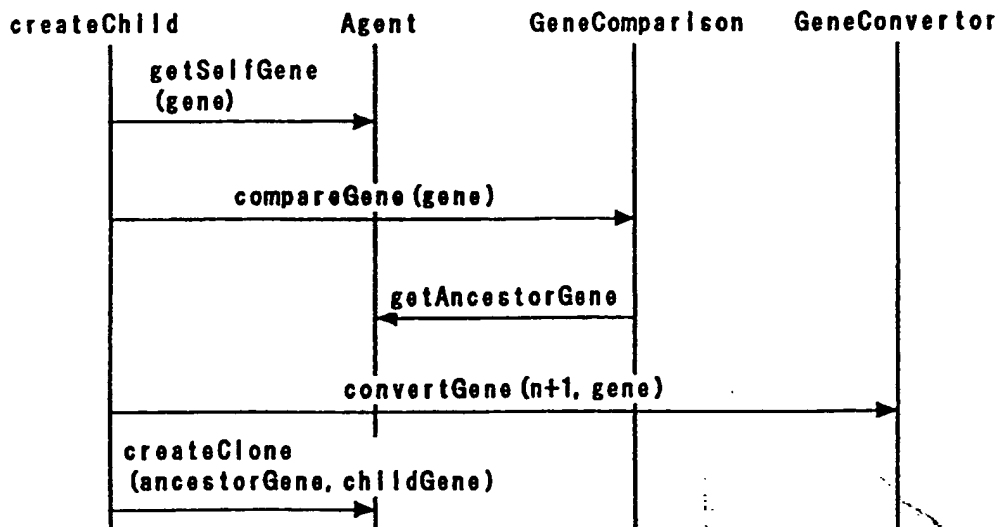 createChild Agent GeneComparison GeneConvertor
getSelfGene
(gene)
compareGene (gene)
getAncestorGene
convertGene (n+1, gene)
createClone
(ancestorGene, childGene)